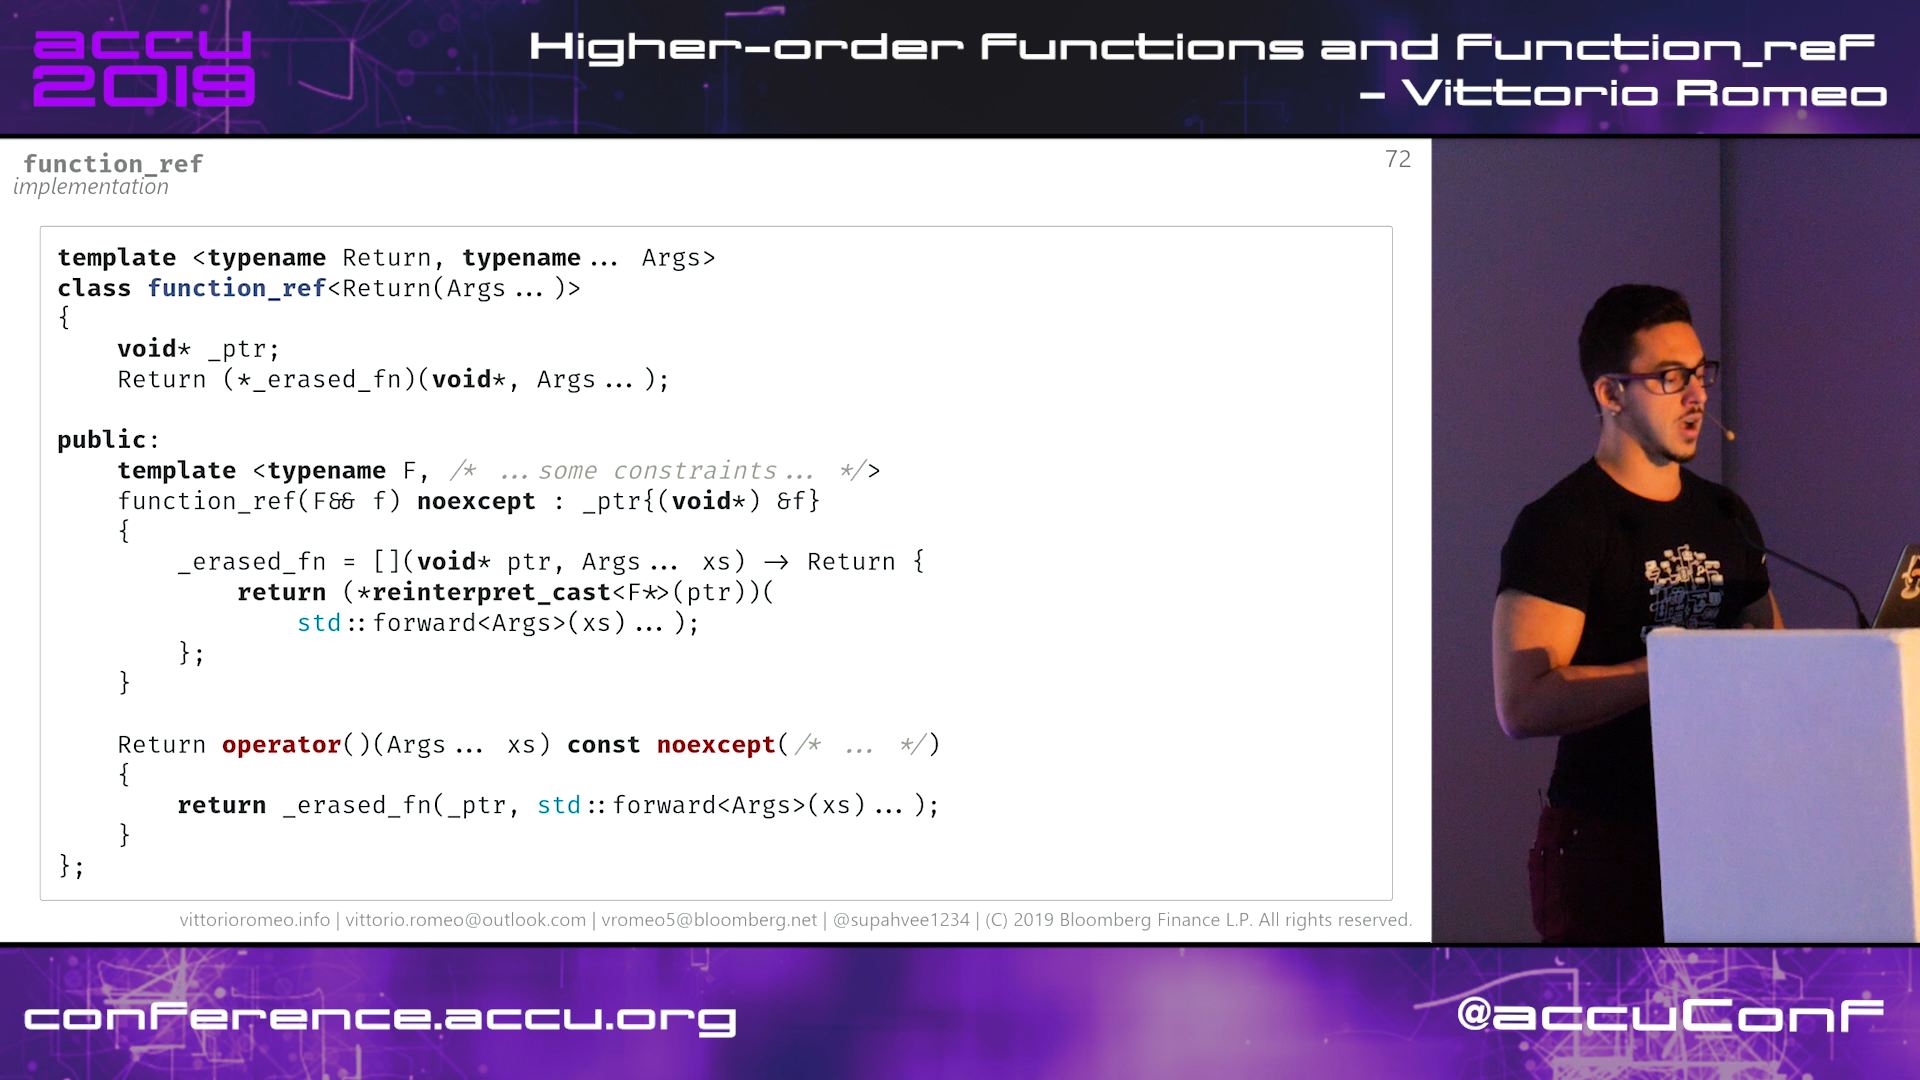 accu
2019
Higher-order Functions and Function_ref
- Vittorio Romeo
function_ref
72
implementation
template <typename Return, typename... Args>
class function_ref<Return(Args...)>
{
void* _ptr;
Return (*_erased_fn)(void*, Args...);
public:
template <typename F, /* ...some constraints... */>
function_ref(F&& f) noexcept : _ptr{(void*) &f}
{
_erased_fn = [](void* ptr, Args... xs) -> Return {
return (*reinterpret_cast<F*>(ptr))(
std::forward<Args>(xs)...);
};
}
Return operator()(Args... xs) const noexcept(/* ... */)
{
return _erased_fn(_ptr, std::forward<Args>(xs)...);
}
};
vittorioromeo.info | vittorio.romeo@outlook.com | vromeo5@bloomberg.net | @supahvee1234 | (C) 2019 Bloomberg Finance L.P. All rights reserved.
conference.accu.org
@accuConf